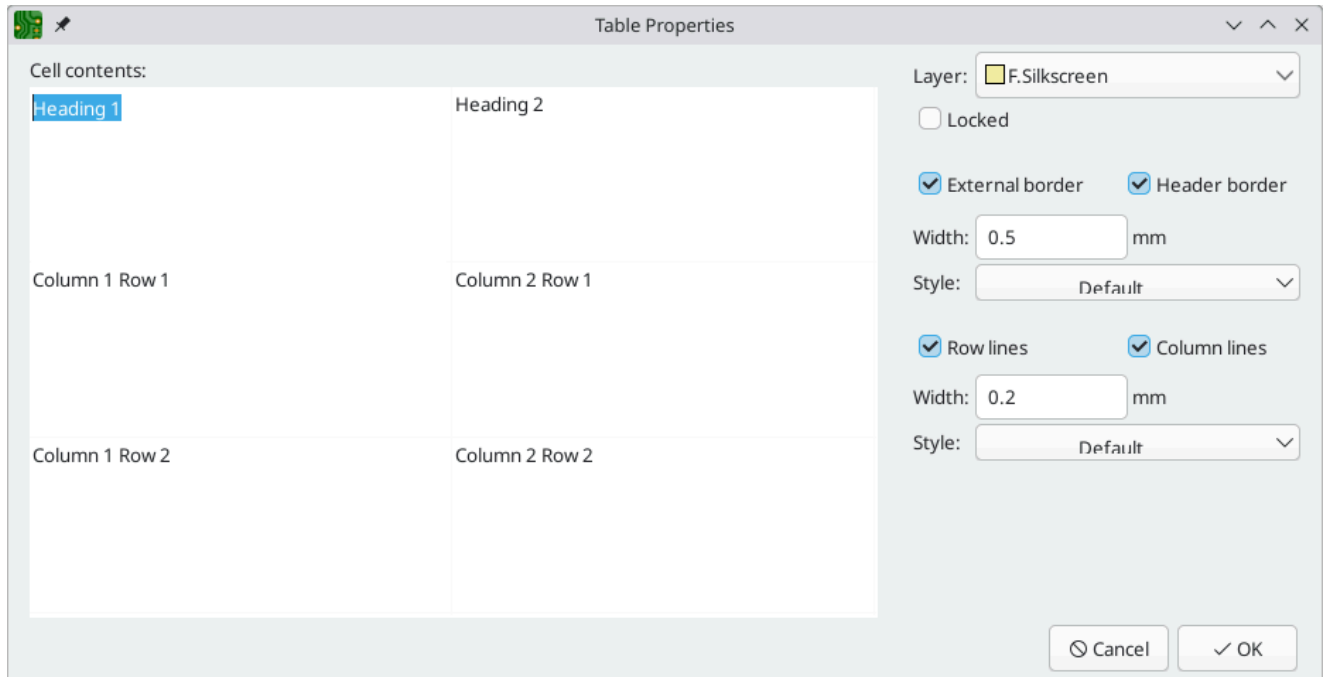 Table Properties
Cell contents:
Heading 1
Heading 2
Column 1 Row 1
Column 2 Row 1
Column 1 Row 2
Column 2 Row 2
Layer: F.Silkscreen
Locked
External border Header border
Width: 0.5 mm
Style: Default
Row lines Column lines
Width: 0.2 mm
Style: Default
Cancel OK